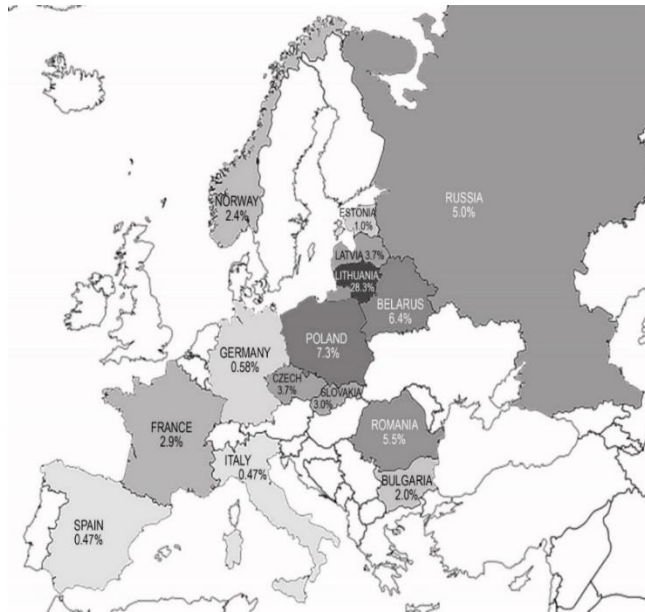 RUSSIA
5.0%
NORWAY
2.4%
ESTONIA
1.0%
LATVIA 3.7%
LITHUANIA
28.3%
BELARUS
6.4%
POLAND
7.3%
GERMANY
0.58%
CZECH
3.7%
SLOVAKIA
3.0%
FRANCE
2.9%
ROMANIA
5.5%
ITALY
0.47%
BULGARIA
2.0%
SPAIN
0.47%